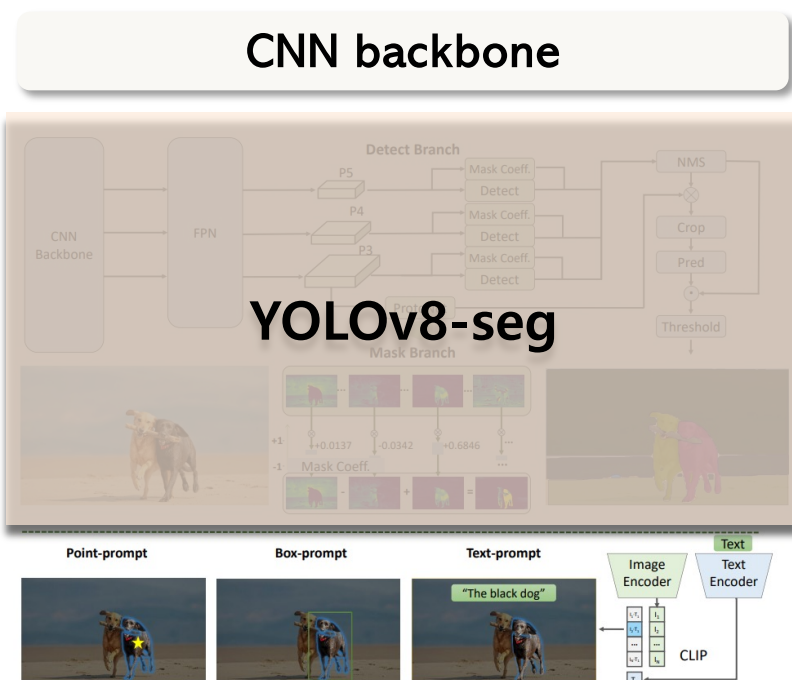 CNN backbone
Detect Branch
P5
Mask Coeff.
Detect
NMS
P4
Mask Coeff.
Detect
Crop
CNN
Backbone
FPN
P3
Mask Coeff.
Detect
Pred
YOLOv8-seg
Threshold
Mask Branch
+1
+0.0137
-0.0342
+0.6846
...
-1
Mask Coeff.
...
- + =
Point-prompt
Box-prompt
Text-prompt
Text
Image
Encoder
Text
Encoder
"The black dog"
CLIP